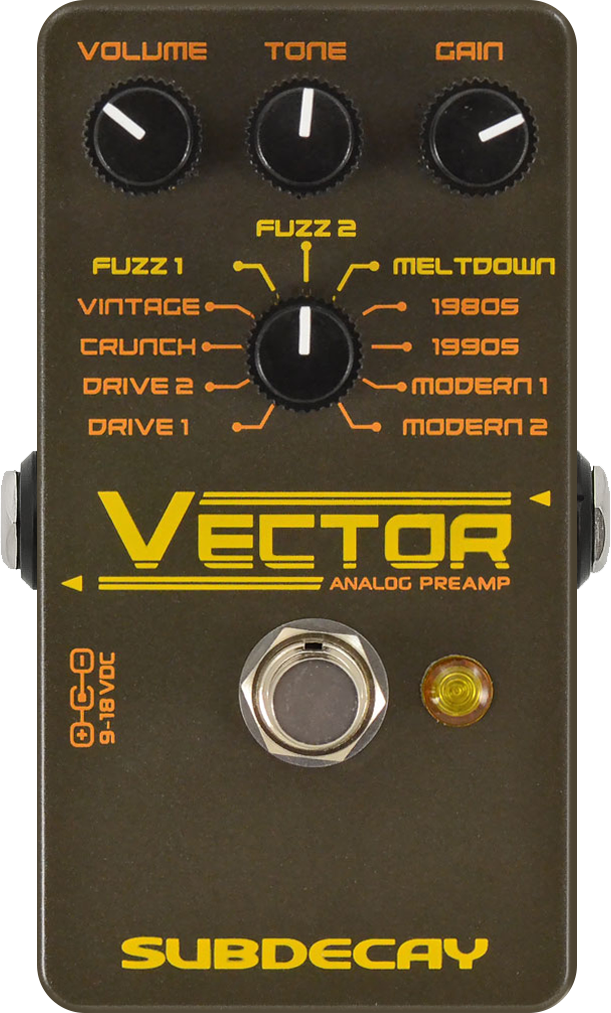 VOLUME TONE GAIN
FUZZ 2
FUZZ 1 MELTDOWN
VINTAGE 1980S
CRUNCH 1990S
DRIVE 2 MODERN 1
DRIVE 1 MODERN 2
VECTOR
ANALOG PREAMP
9-18 VDC
SUBDECAY